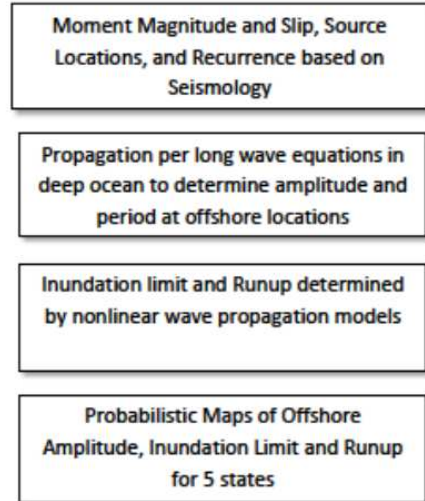 Moment Magnitude and Slip, Source
Locations, and Recurrence based on
Seismology
Propagation per long wave equations in
deep ocean to determine amplitude and
period at offshore locations
Inundation limit and Runup determined
by nonlinear wave propagation models
Probabilistic Maps of Offshore
Amplitude, Inundation Limit and Runup
for 5 states